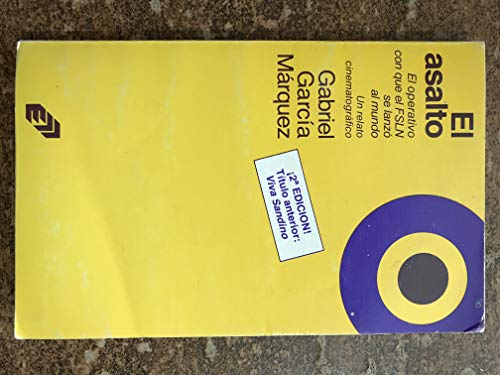 El
asalto
El operativo
con que el FSLN
se lanzó
al mundo
Un relato
cinematográfico
Gabriel
García
Márquez
¡2ª EDICION!
Título anterior:
Viva Sandino